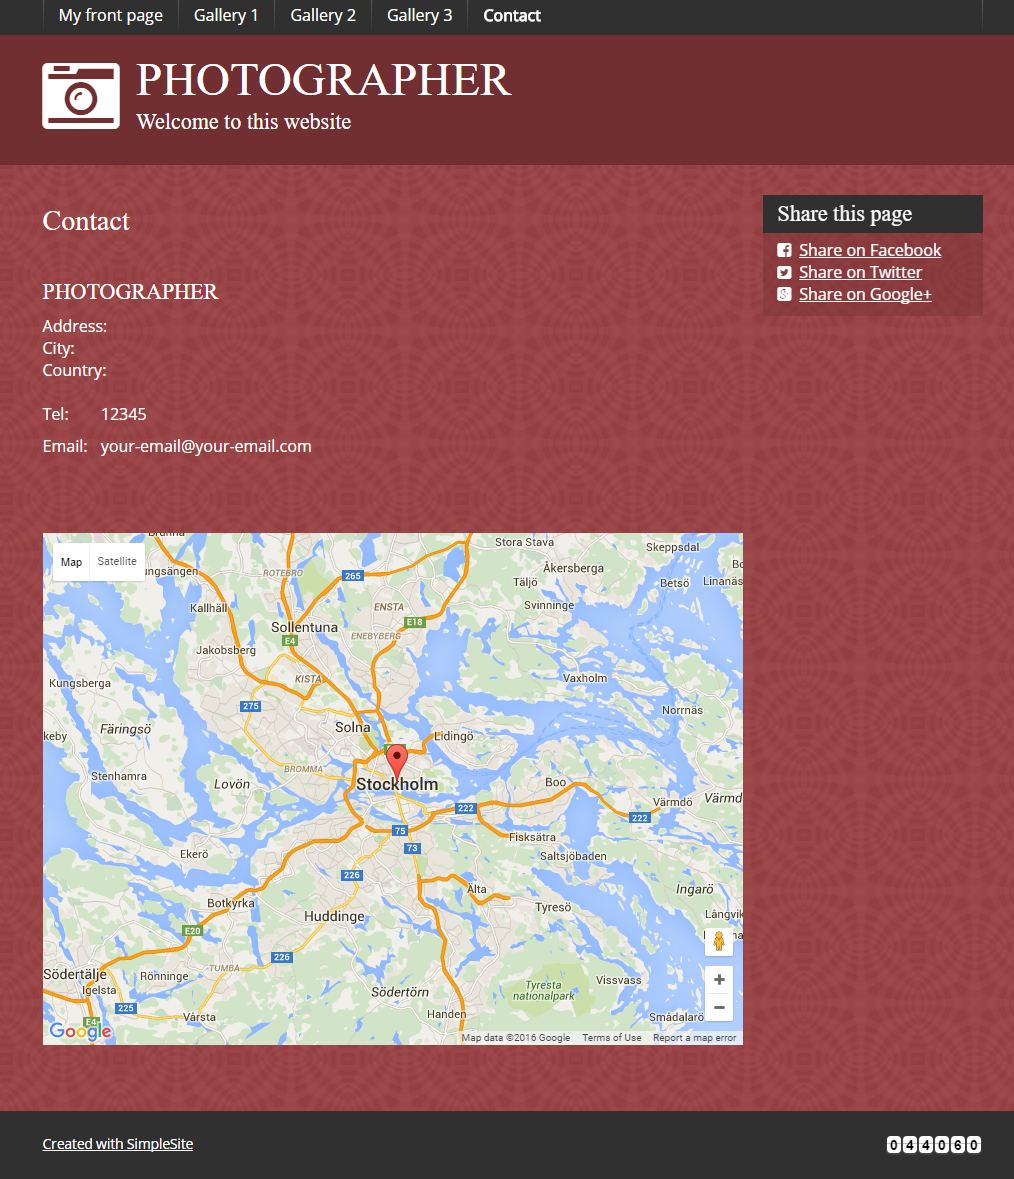 My front page
Gallery 1
Gallery 2
Gallery 3
Contact
PHOTOGRAPHER
Welcome to this website
Contact
PHOTOGRAPHER
Address:
City:
Country:
Tel: 12345
Email: your-email@your-email.com
Share this page
Share on Facebook
Share on Twitter
Share on Google+
Map Satellite
Stora Stava
Skeppsdal
ROTEBRO
265
Åkersberga
Täljö
Betsö
Linanäs
Kallhäll
ENSTA
Svinninge
Sollentuna
E18
ENEBYBERG
E4
Jakobsberg
Kungsberga
KISTA
Vaxholm
275
Norrnäs
Färingsö
Solna
Lidingö
keby
Stenhamra
BROMMA
Lovön
Stockholm
Boo
Värmdö
Värmd
222
222
75
Fisksätra
73
Ekerö
Saltsjöbaden
226
Älta
Ingarö
Botkyrka
Tyresö
Huddinge
Långvik
E20
226
Södertälje
Rönninge
TUMBA
Igelsta
Södertörn
Tyresta
nationalpark
Vissvass
225
Vårsta
Handen
Smådalarö
E4
Google
Map data ©2016 Google
Terms of Use
Report a map error
Created with SimpleSite
044060